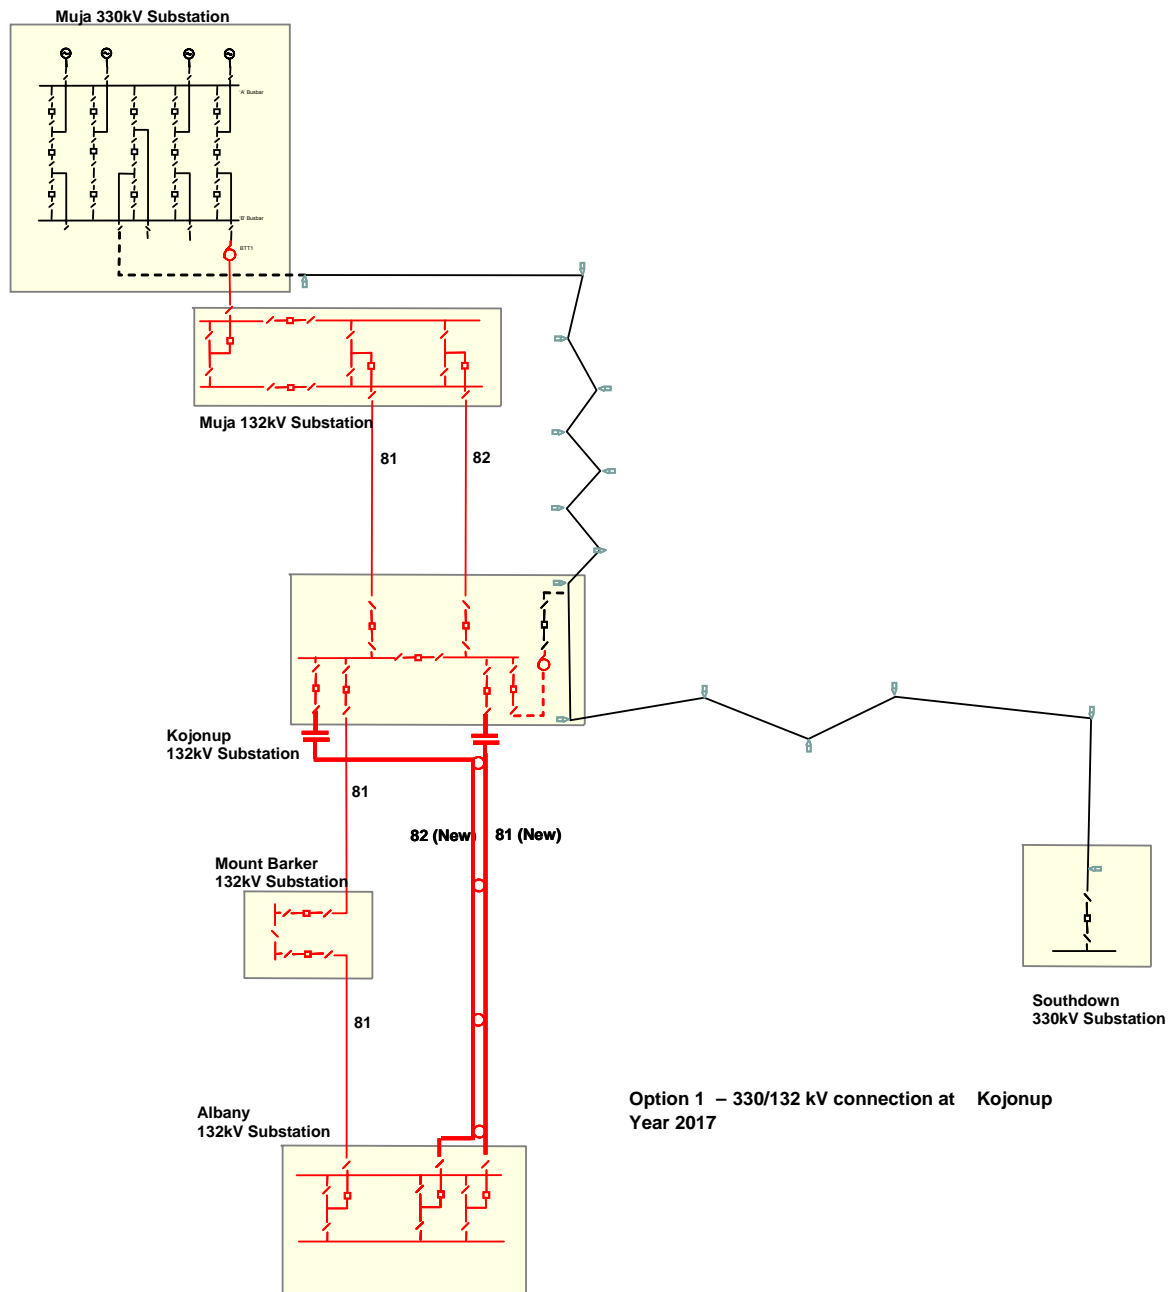 Muja 330kV Substation
'A' Busbar
'B' Busbar
BTT1
Muja 132kV Substation
81
82
Kojonup
132kV Substation
81
82 (New)
81 (New)
Mount Barker
132kV Substation
81
Southdown
330kV Substation
Option 1 – 330/132 kV connection at Kojonup
Year 2017
Albany
132kV Substation